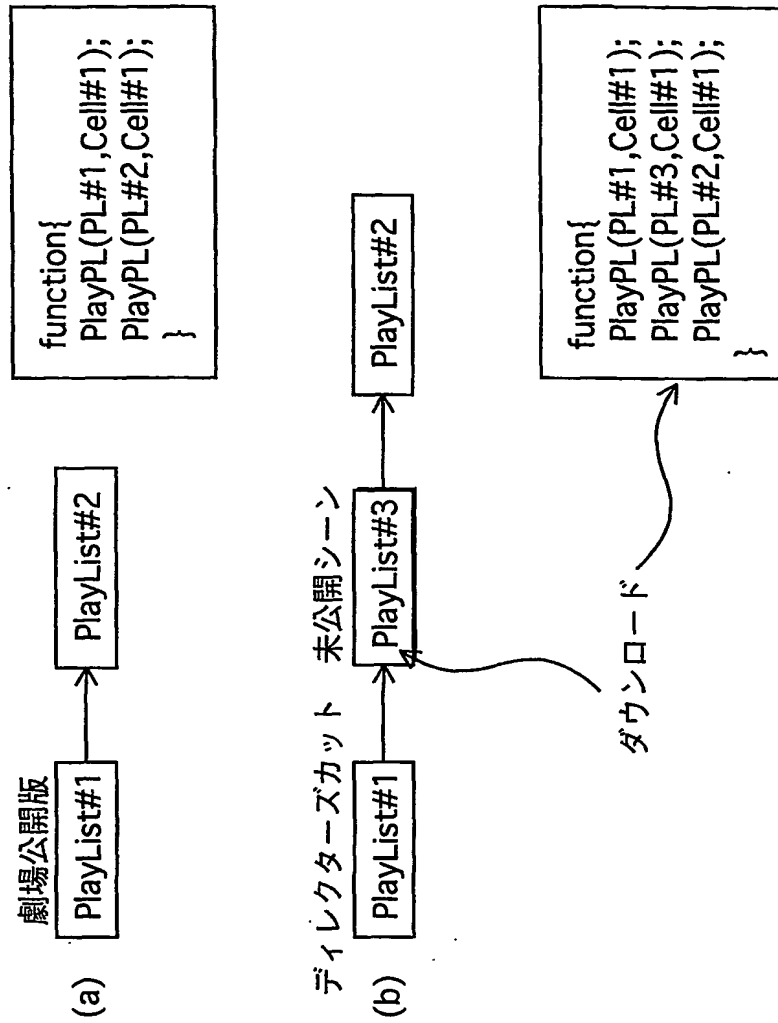 (a)
劇場公開版
PlayList#1
PlayList#2
function{
PlayPL(PL#1,Cell#1);
PlayPL(PL#2,Cell#1);
}
(b)
ディレクターズカット
未公開シーン
PlayList#1
PlayList#3
PlayList#2
ダウンロード
function{
PlayPL(PL#1,Cell#1);
PlayPL(PL#3,Cell#1);
PlayPL(PL#2,Cell#1);
}